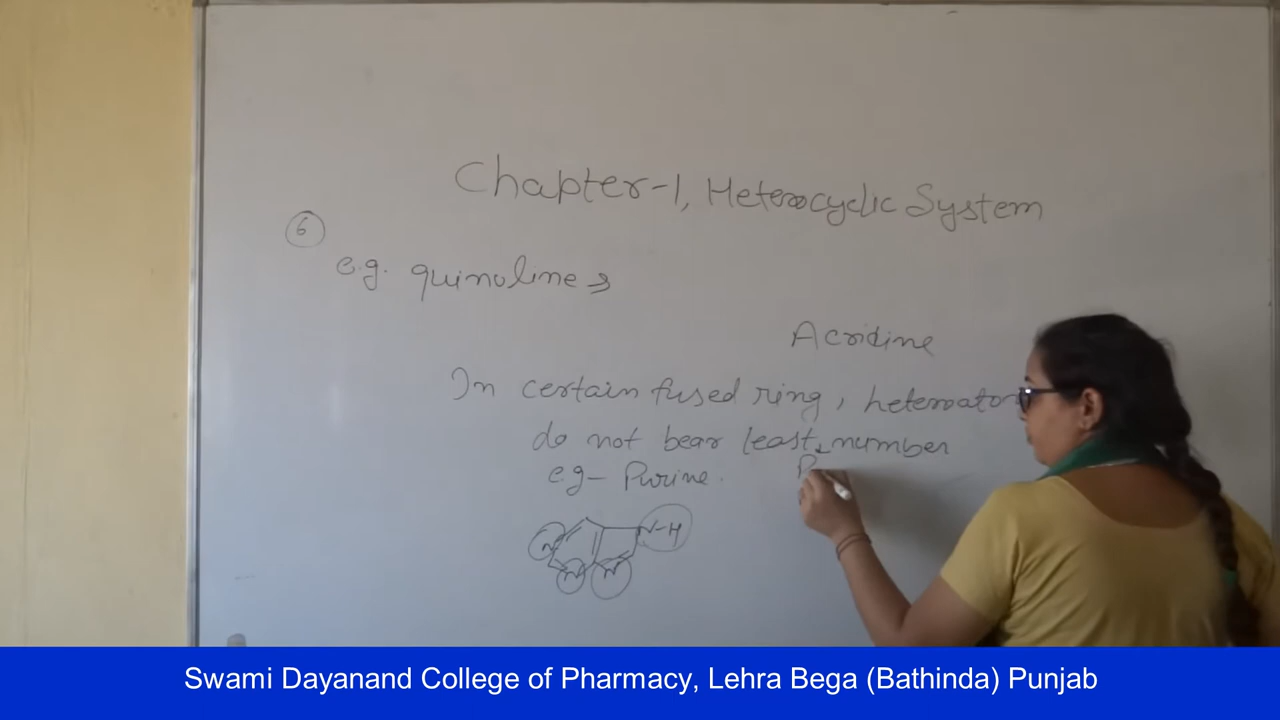 Chapter-1, Heterocyclic System
6
e.g. quinoline →
Acridine
In certain fused ring, heteroatom
do not bear least number
e.g- Purine.
P
N N N N-H
Swami Dayanand College of Pharmacy, Lehra Bega (Bathinda) Punjab